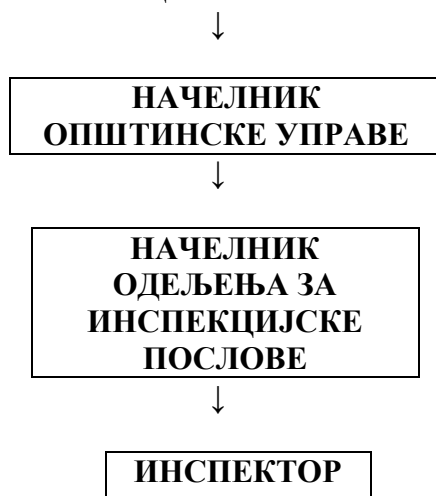 ↓
НАЧЕЛНИК
ОПШТИНСКЕ УПРАВЕ
↓
НАЧЕЛНИК
ОДЕЉЕЊА ЗА
ИНСПЕКЦИЈСКЕ
ПОСЛОВЕ
↓
ИНСПЕКТОР